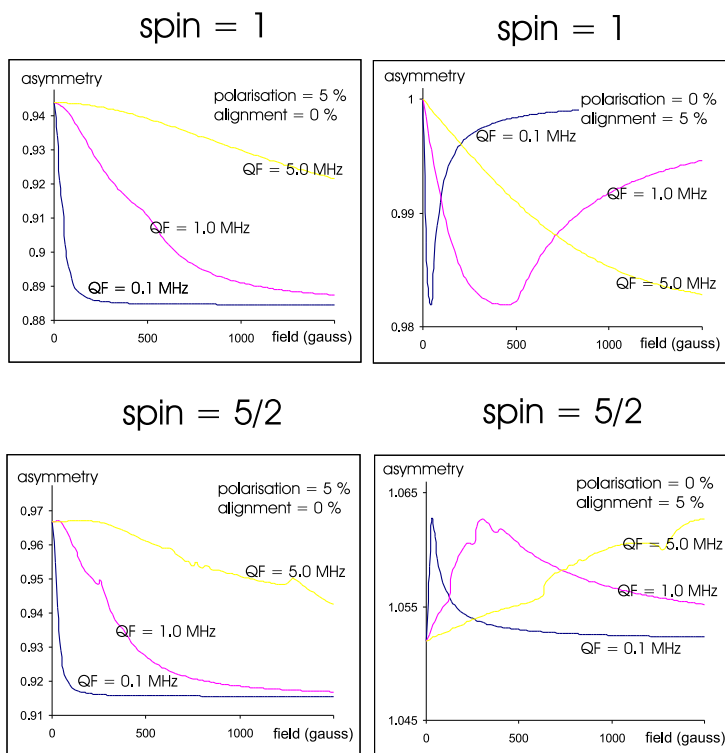 spin = 1
asymmetry
polarisation = 5 %
alignment = 0 %
0.94
0.93
0.92
0.91
0.9
0.89
0.88
QF = 5.0 MHz
QF = 1.0 MHz
QF = 0.1 MHz
0
500
1000
field (gauss)
spin = 1
asymmetry
polarisation = 0 %
alignment = 5 %
1
0.99
0.98
QF = 0.1 MHz
QF = 1.0 MHz
QF = 5.0 MHz
0
500
1000
field (gauss)
spin = 5/2
asymmetry
polarisation = 5 %
alignment = 0 %
0.97
0.96
0.95
0.94
0.93
0.92
0.91
QF = 5.0 MHz
QF = 1.0 MHz
QF = 0.1 MHz
0
500
1000
field (gauss)
spin = 5/2
asymmetry
polarisation = 0 %
alignment = 5 %
1.065
1.055
1.045
QF = 5.0 MHz
QF = 1.0 MHz
QF = 0.1 MHz
0
500
1000
field (gauss)